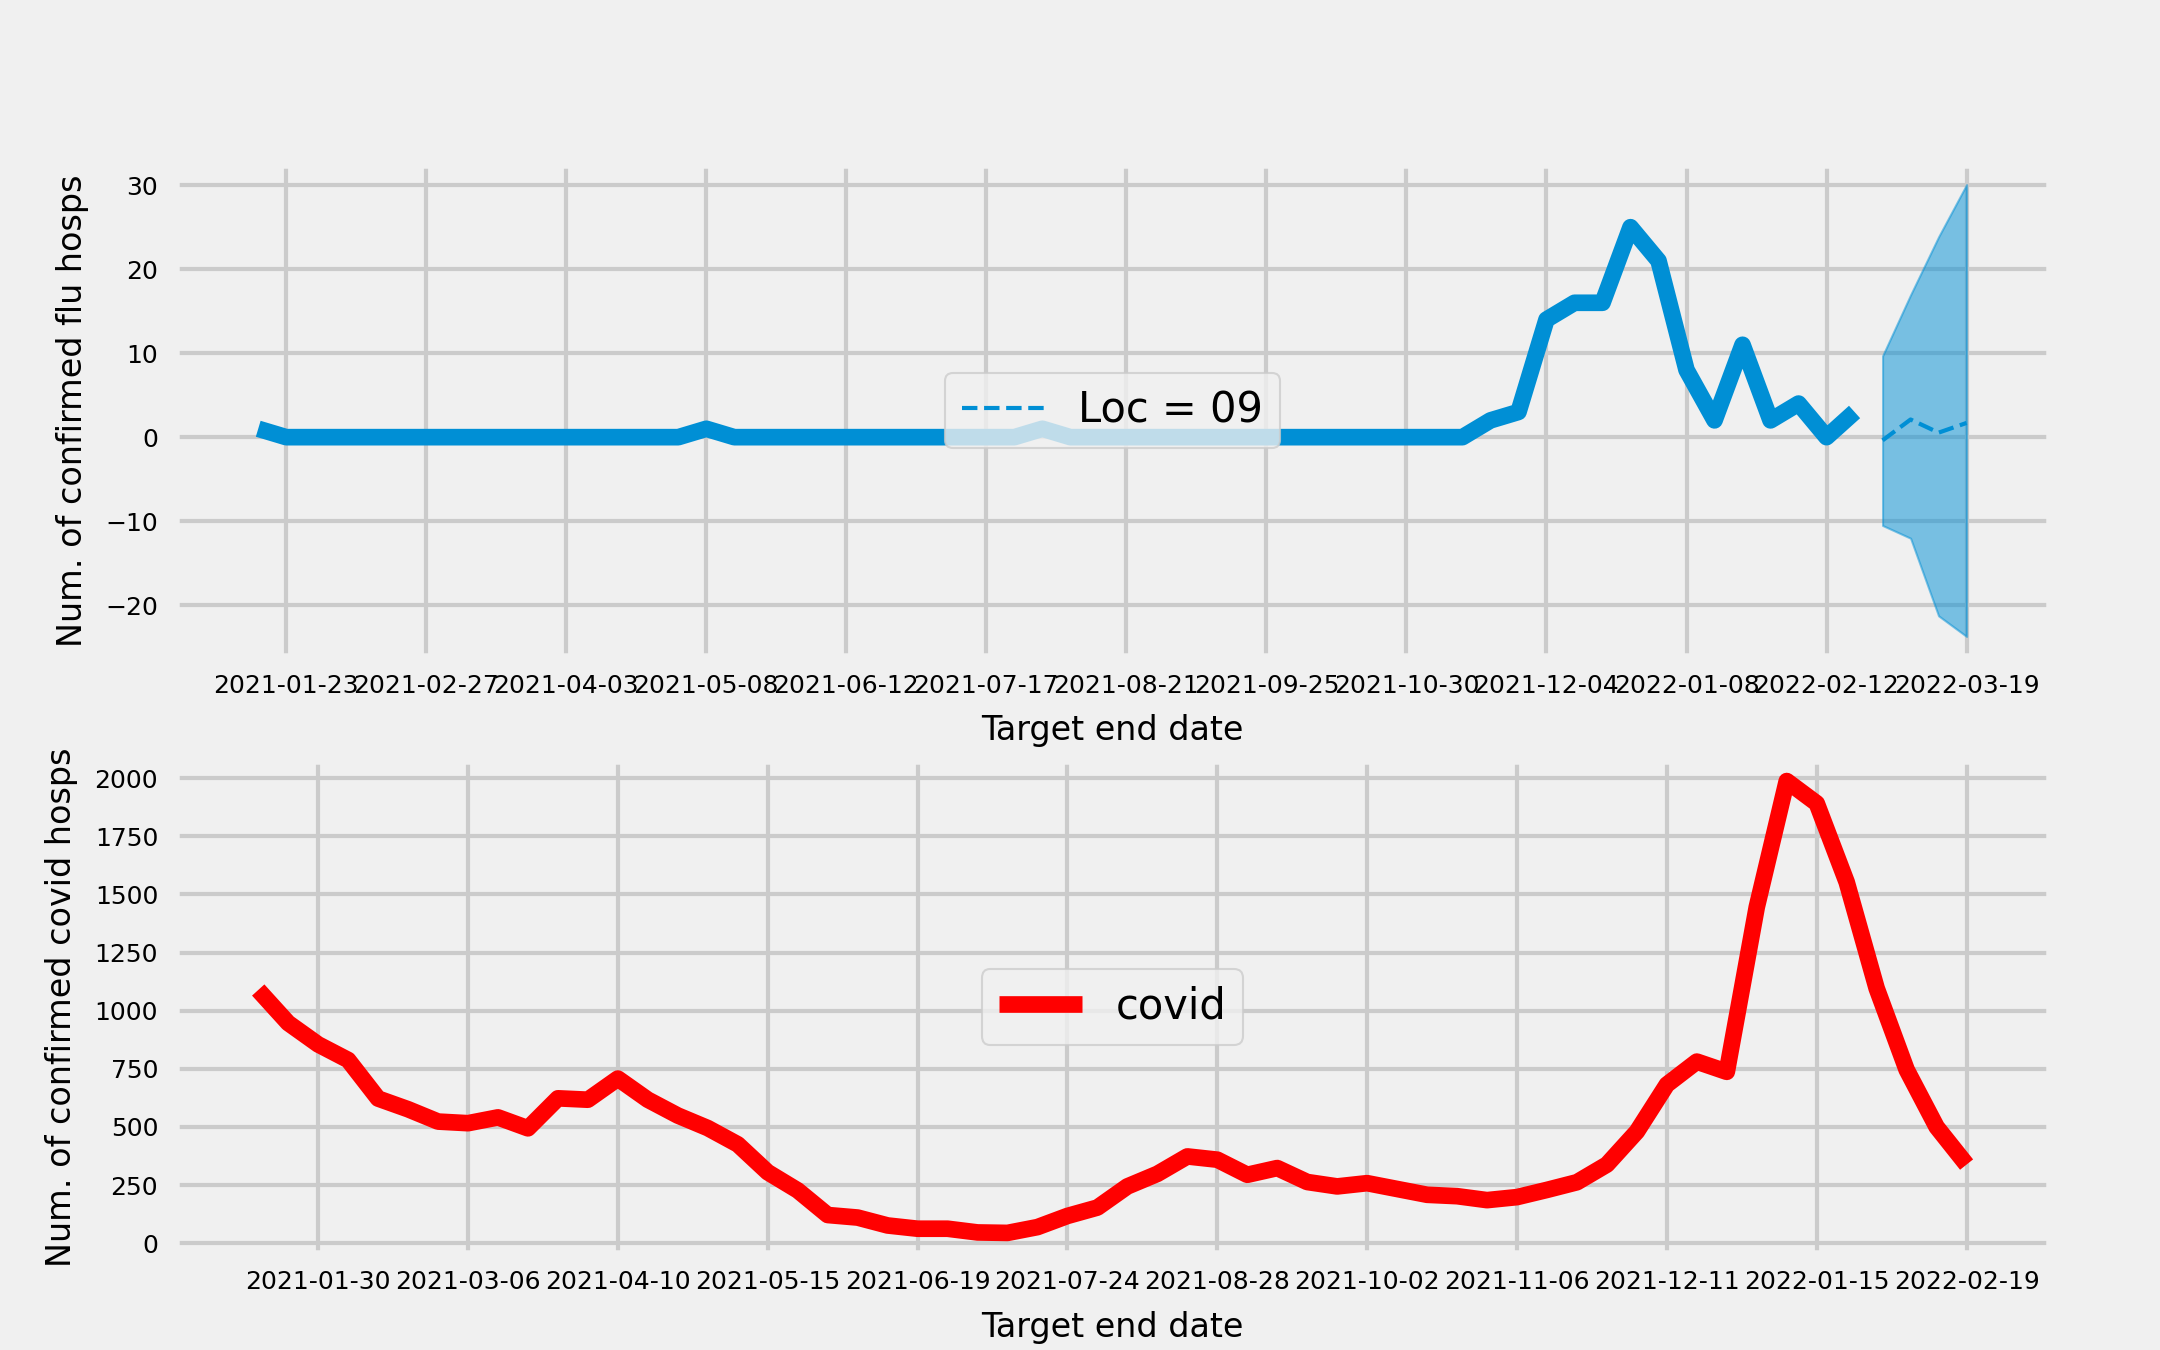 Num. of confirmed flu hosps
30
20
10
0
−10
−20
Loc = 09
2021-01-23 2021-02-27 2021-04-03 2021-05-08 2021-06-12 2021-07-17 2021-08-21 2021-09-25 2021-10-30 2021-12-04 2022-01-08 2022-02-12 2022-03-19
Target end date
Num. of confirmed covid hosps
2000
1750
1500
1250
1000
750
500
250
0
covid
2021-01-30 2021-03-06 2021-04-10 2021-05-15 2021-06-19 2021-07-24 2021-08-28 2021-10-02 2021-11-06 2021-12-11 2022-01-15 2022-02-19
Target end date